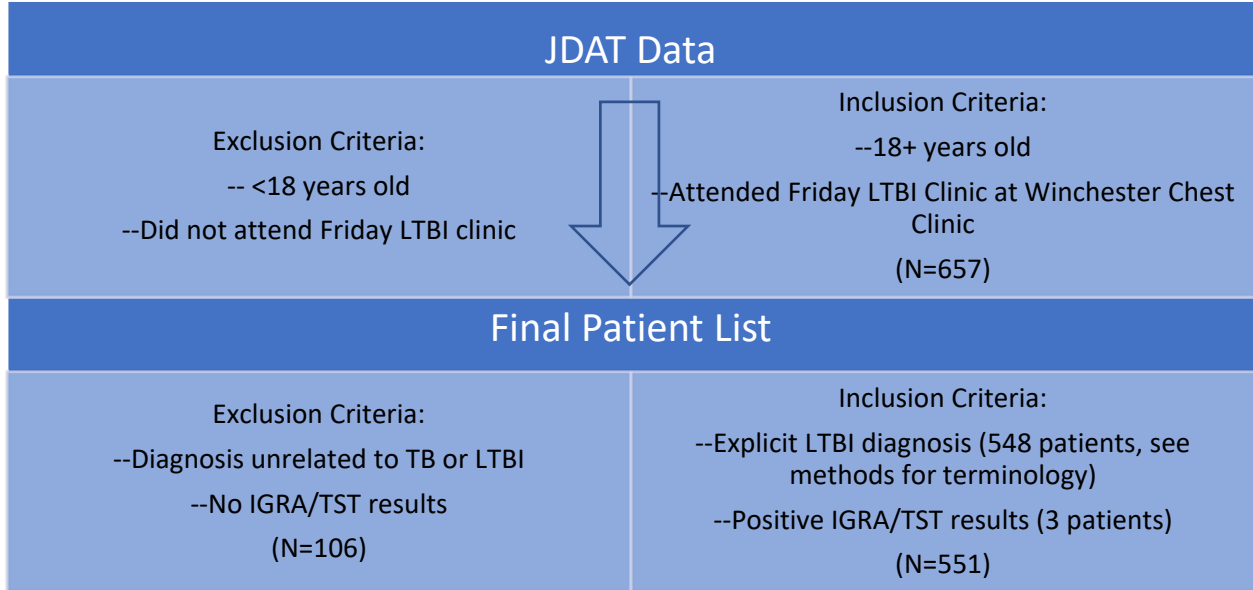 JDAT Data
Exclusion Criteria:
-- <18 years old
--Did not attend Friday LTBI clinic
Inclusion Criteria:
--18+ years old
--Attended Friday LTBI Clinic at Winchester Chest
Clinic
(N=657)
Final Patient List
Exclusion Criteria:
--Diagnosis unrelated to TB or LTBI
--No IGRA/TST results
(N=106)
Inclusion Criteria:
--Explicit LTBI diagnosis (548 patients, see
methods for terminology)
--Positive IGRA/TST results (3 patients)
(N=551)